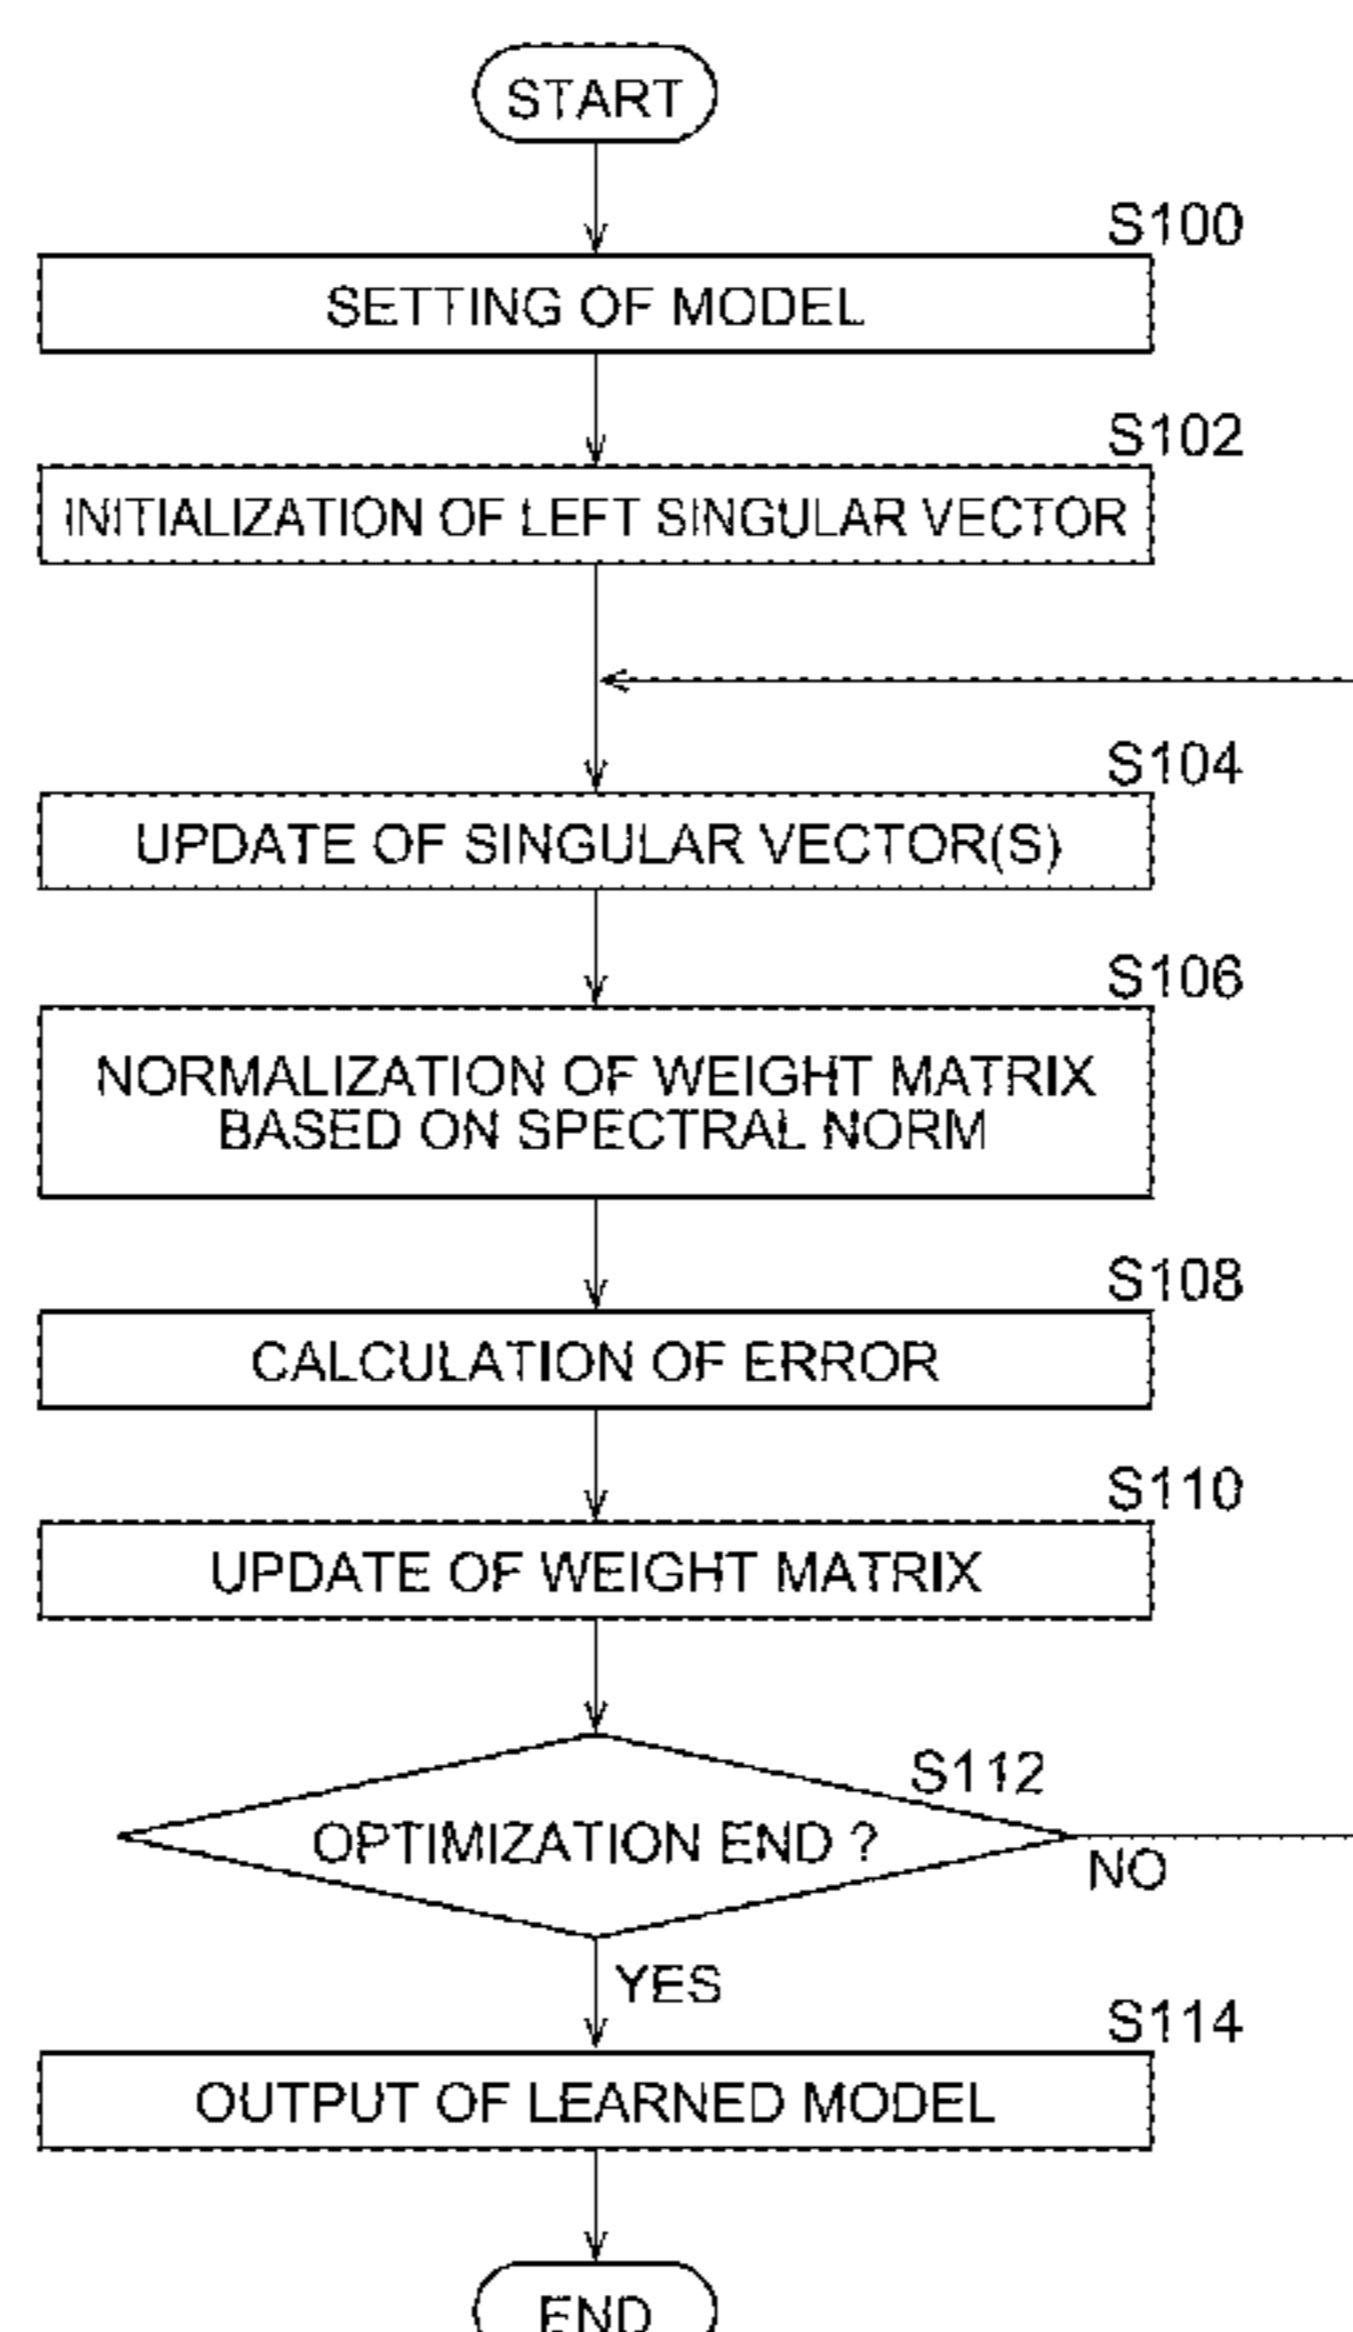 START
S100
SETTING OF MODEL
S102
INITIALIZATION OF LEFT SINGULAR VECTOR
S104
UPDATE OF SINGULAR VECTOR(S)
S106
NORMALIZATION OF WEIGHT MATRIX
BASED ON SPECTRAL NORM
S108
CALCULATION OF ERROR
S110
UPDATE OF WEIGHT MATRIX
S112
OPTIMIZATION END ?
NO
YES
S114
OUTPUT OF LEARNED MODEL
END